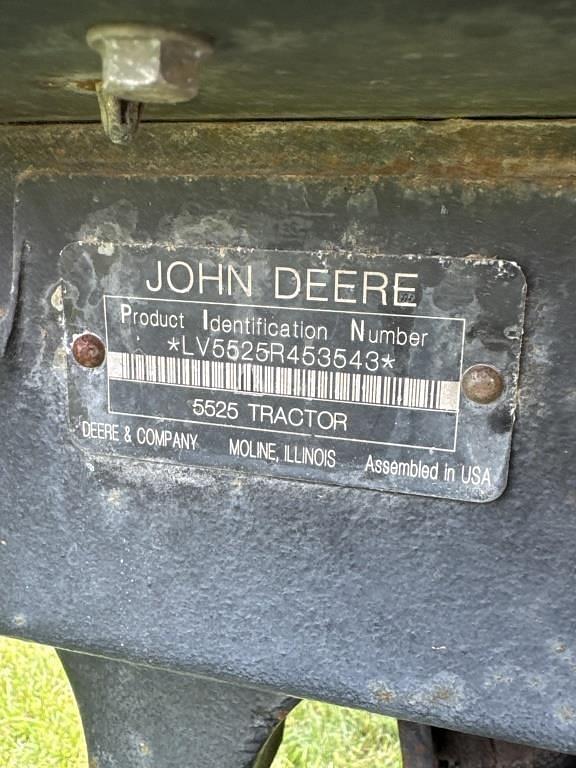 JOHN DEERE
Product Identification Number
*LV5525R453543*
5525 TRACTOR
DEERE & COMPANY MOLINE, ILLINOIS Assembled in USA